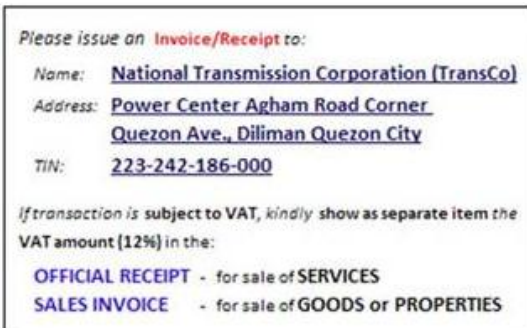 Please issue an Invoice/Receipt to:
Name: National Transmission Corporation (TransCo)
Address: Power Center Agham Road Corner
Quezon Ave., Diliman Quezon City
TIN: 223-242-186-000
If transaction is subject to VAT, kindly show as separate item the
VAT amount (12%) in the:
OFFICIAL RECEIPT - for sale of SERVICES
SALES INVOICE - for sale of GOODS or PROPERTIES